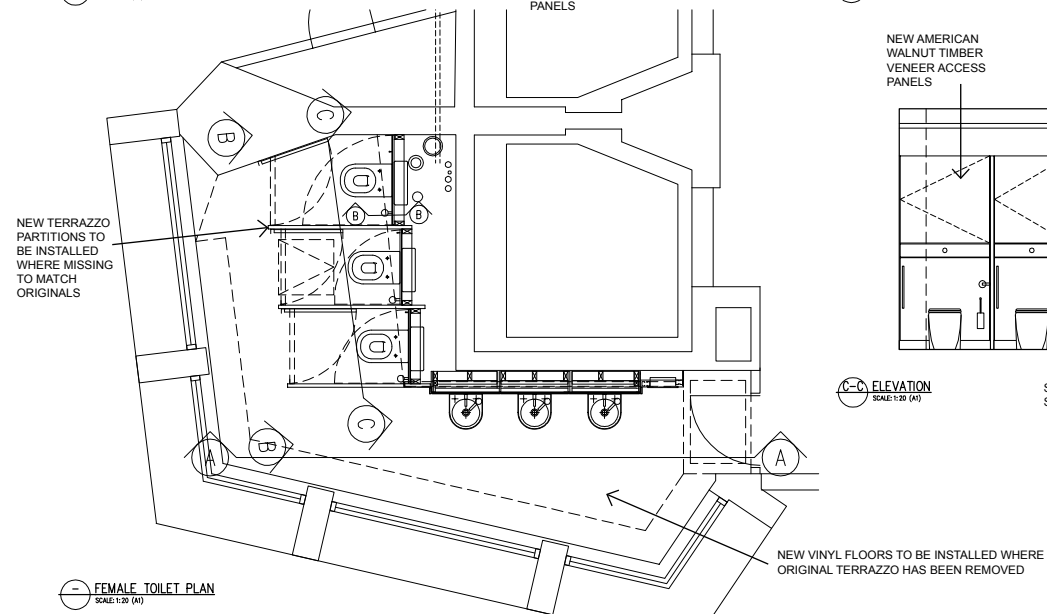 PANELS
NEW AMERICAN
WALNUT TIMBER
VENEER ACCESS
PANELS
C
B
B
B
NEW TERRAZZO
PARTITIONS TO
BE INSTALLED
WHERE MISSING
TO MATCH
ORIGINALS
C-C ELEVATION
SCALE: 1:20 (A1)
S
S
C
B
A
A
NEW VINYL FLOORS TO BE INSTALLED WHERE
ORIGINAL TERRAZZO HAS BEEN REMOVED
- FEMALE TOILET PLAN
SCALE: 1:20 (A1)